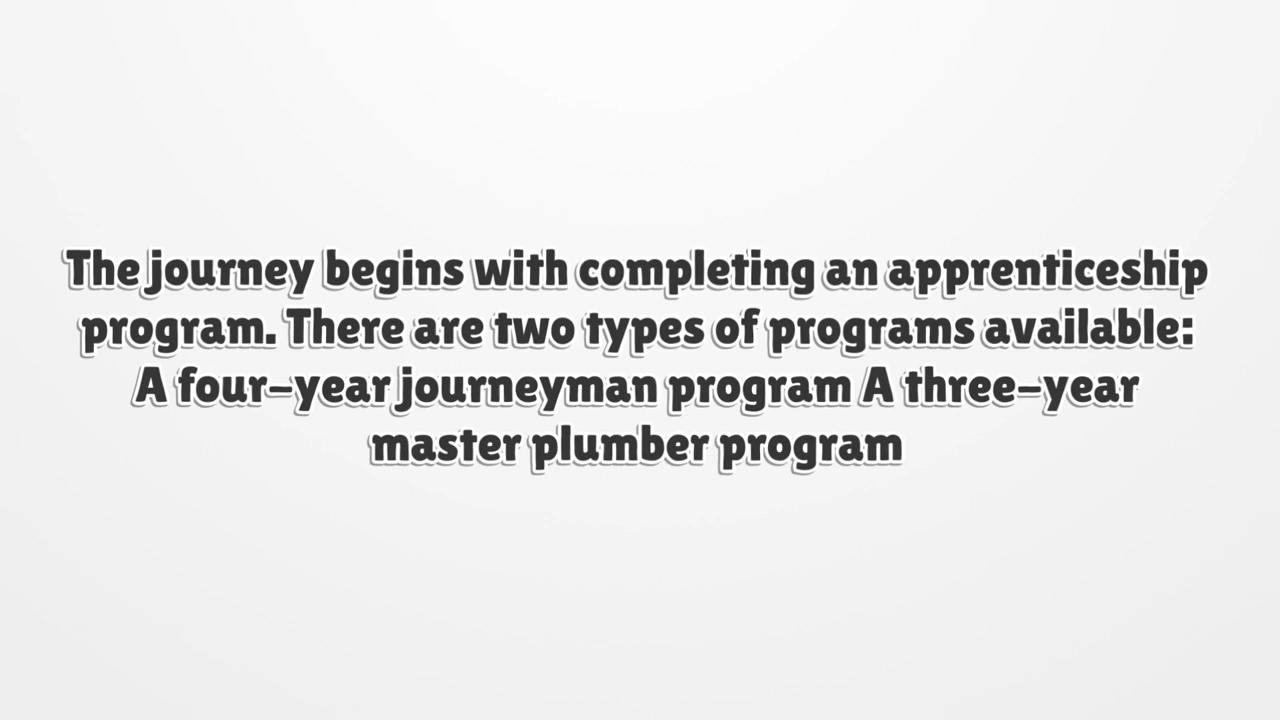 The journey begins with completing an apprenticeship
program. There are two types of programs available:
A four-year journeyman program A three-year
master plumber program